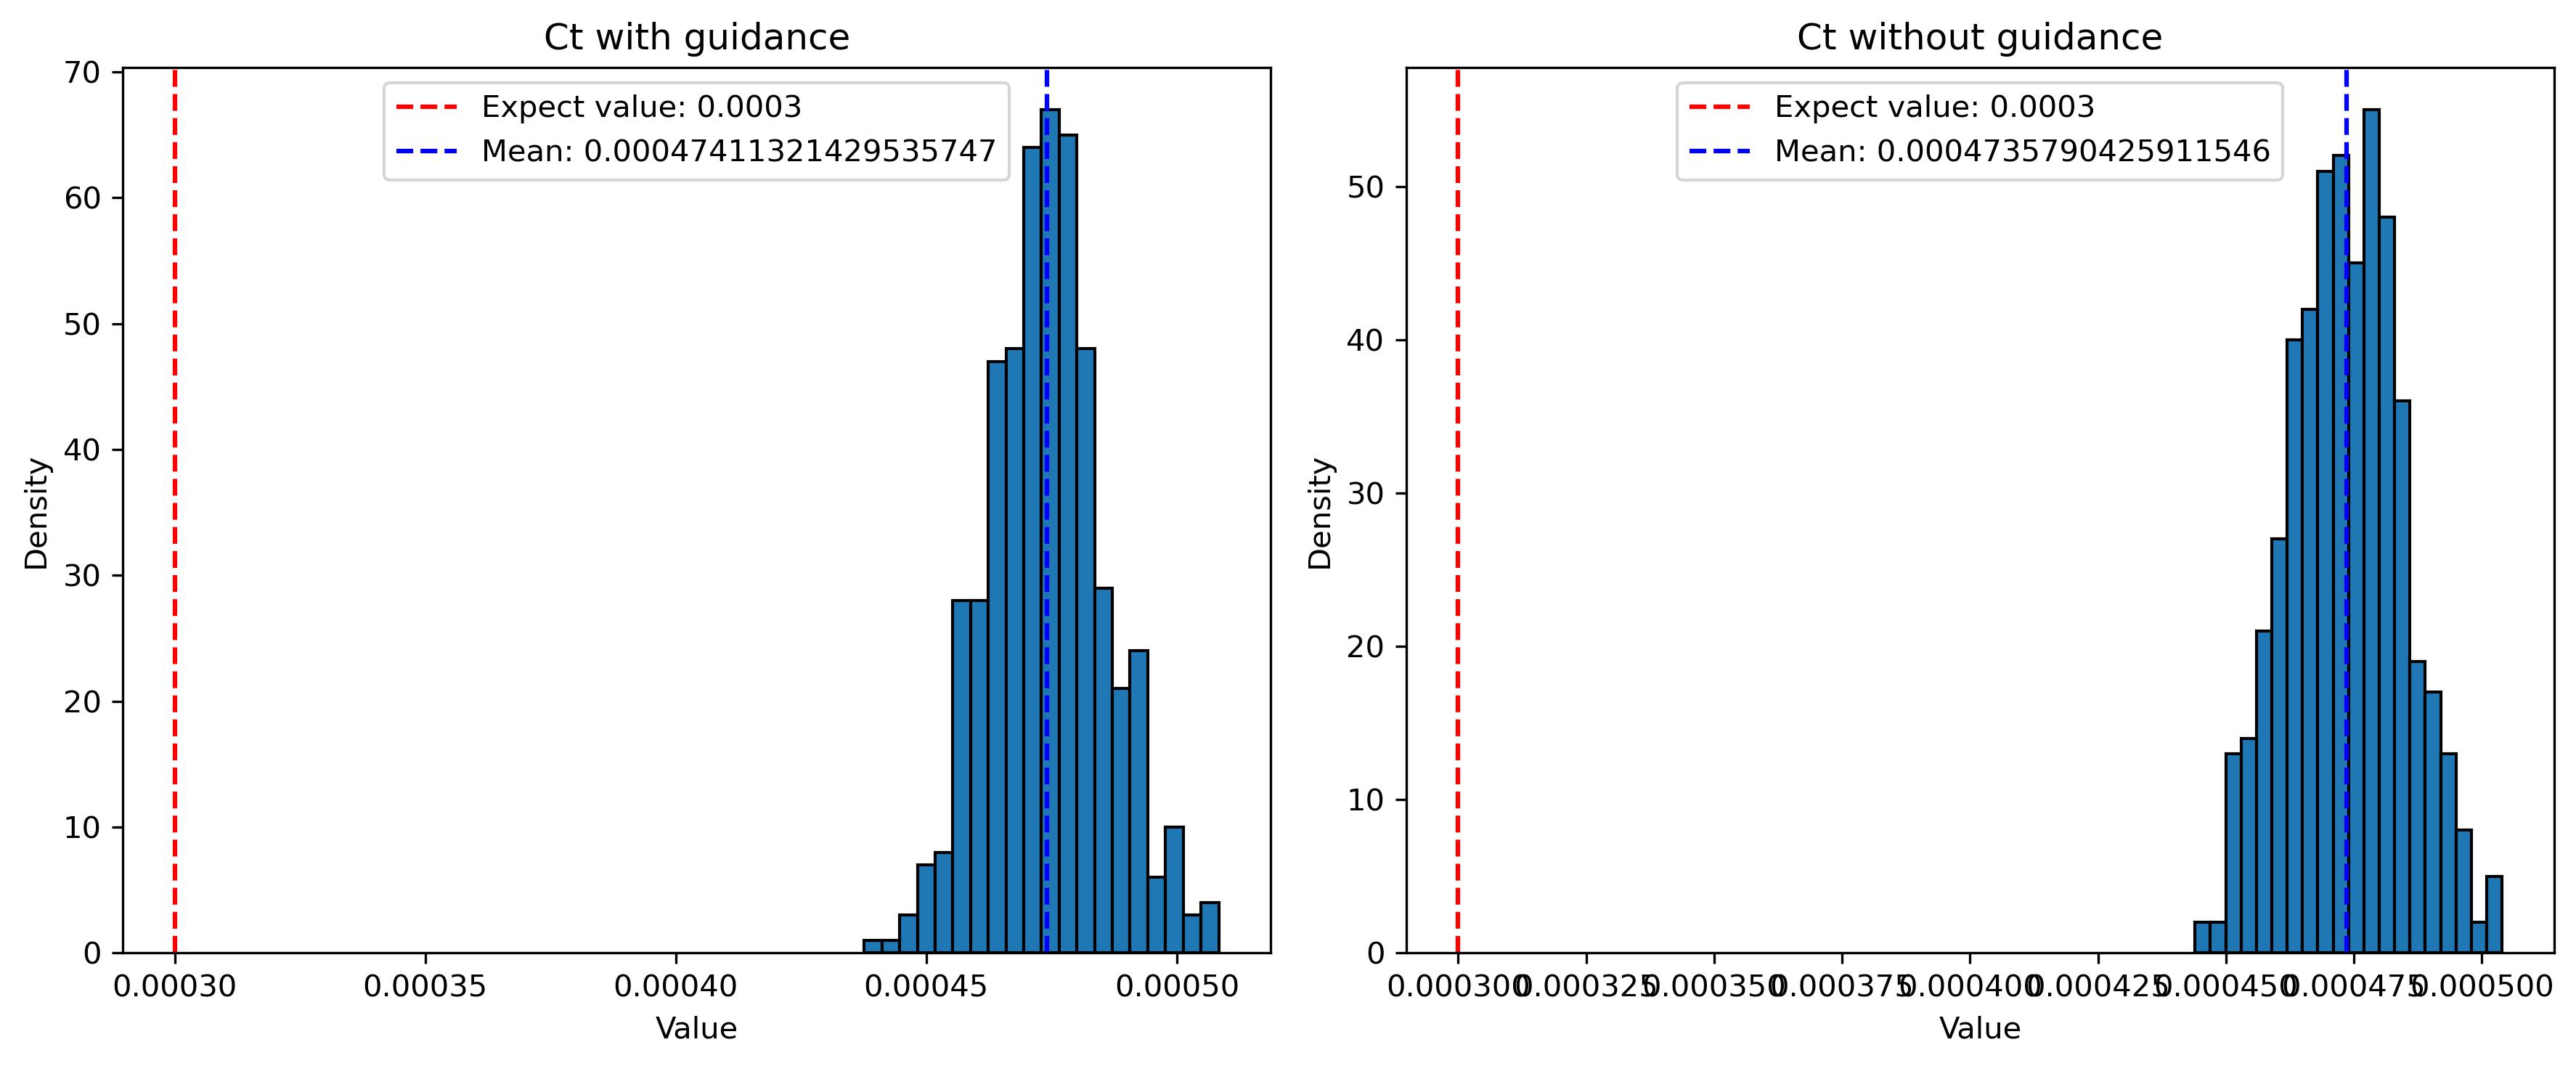 Ct with guidance
70
60
50
40
30
20
10
0
Density
Expect value: 0.0003
Mean: 0.00047411321429535747
0.00030 0.00035 0.00040 0.00045 0.00050
Value
Ct without guidance
50
40
30
20
10
0
Density
Expect value: 0.0003
Mean: 0.0004735790425911546
0.000300 0.000325 0.000350 0.000375 0.000400 0.000425 0.000450 0.000475 0.000500
Value